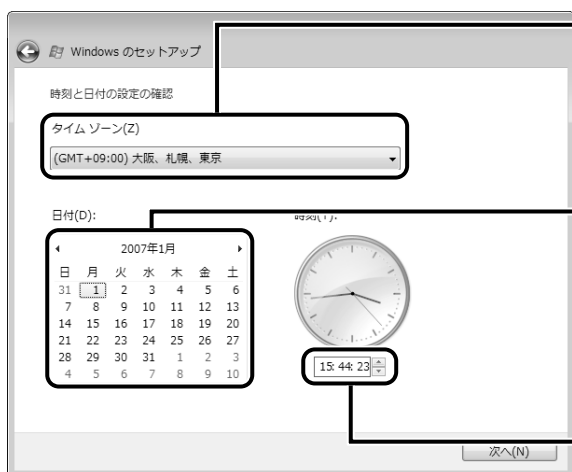 Windows のセットアップ
時刻と日付の設定の確認
タイム ゾーン(Z)
(GMT+09:00) 大阪、札幌、東京
日付(D):
時刻(T):
2007年1月
日 月 火 水 木 金 土
31 1 2 3 4 5 6
7 8 9 10 11 12 13
14 15 16 17 18 19 20
21 22 23 24 25 26 27
28 29 30 31 1 2 3
4 5 6 7 8 9 10
15: 44: 23
次へ(N)